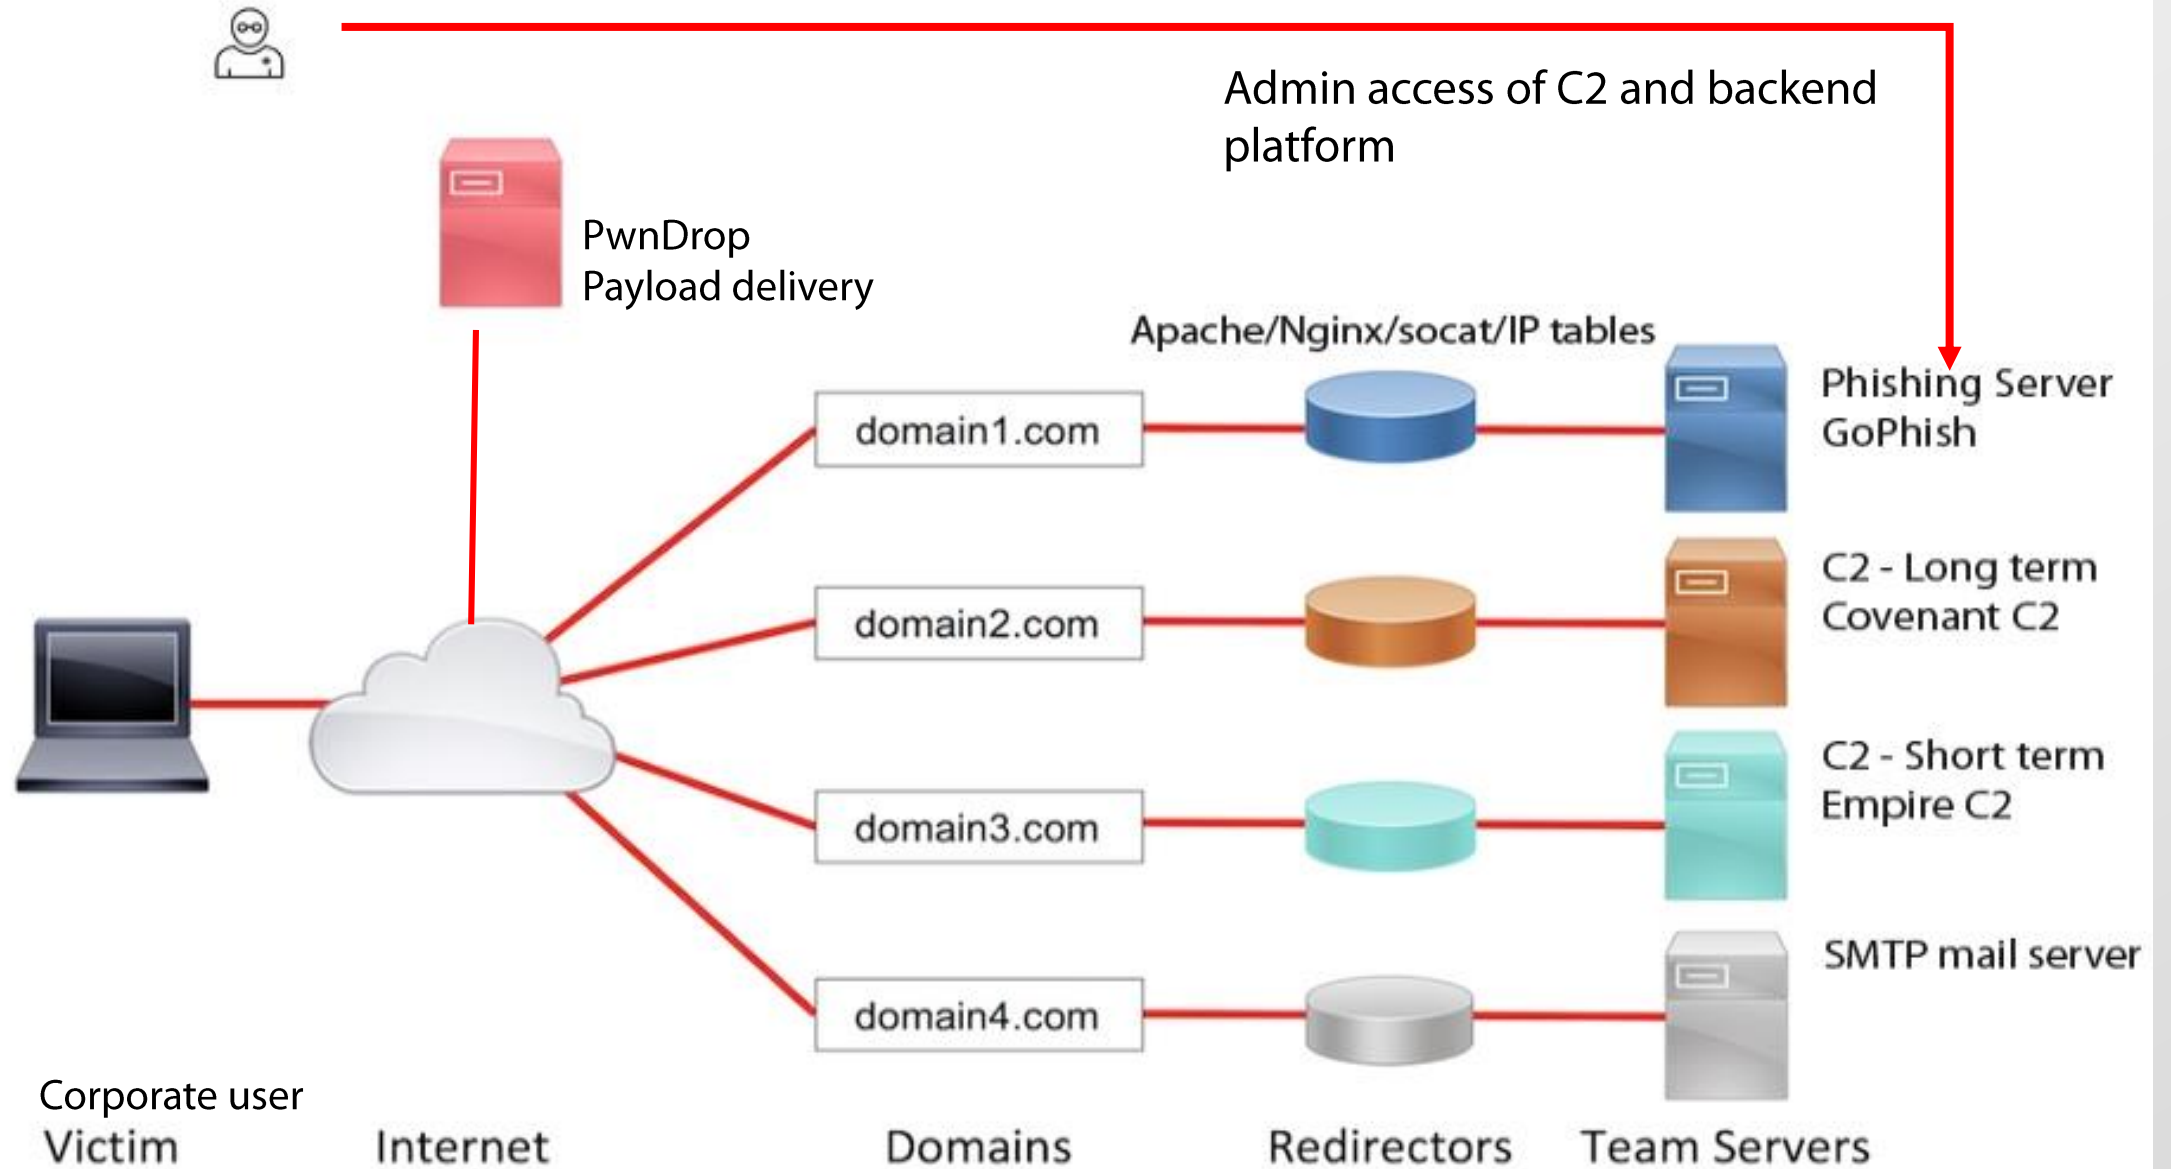 Admin access of C2 and backend
platform
PwnDrop
Payload delivery
Apache/Nginx/socat/IP tables
domain1.com
Phishing Server
GoPhish
domain2.com
C2 - Long term
Covenant C2
domain3.com
C2 - Short term
Empire C2
domain4.com
SMTP mail server
Corporate user
Victim
Internet
Domains
Redirectors
Team Servers